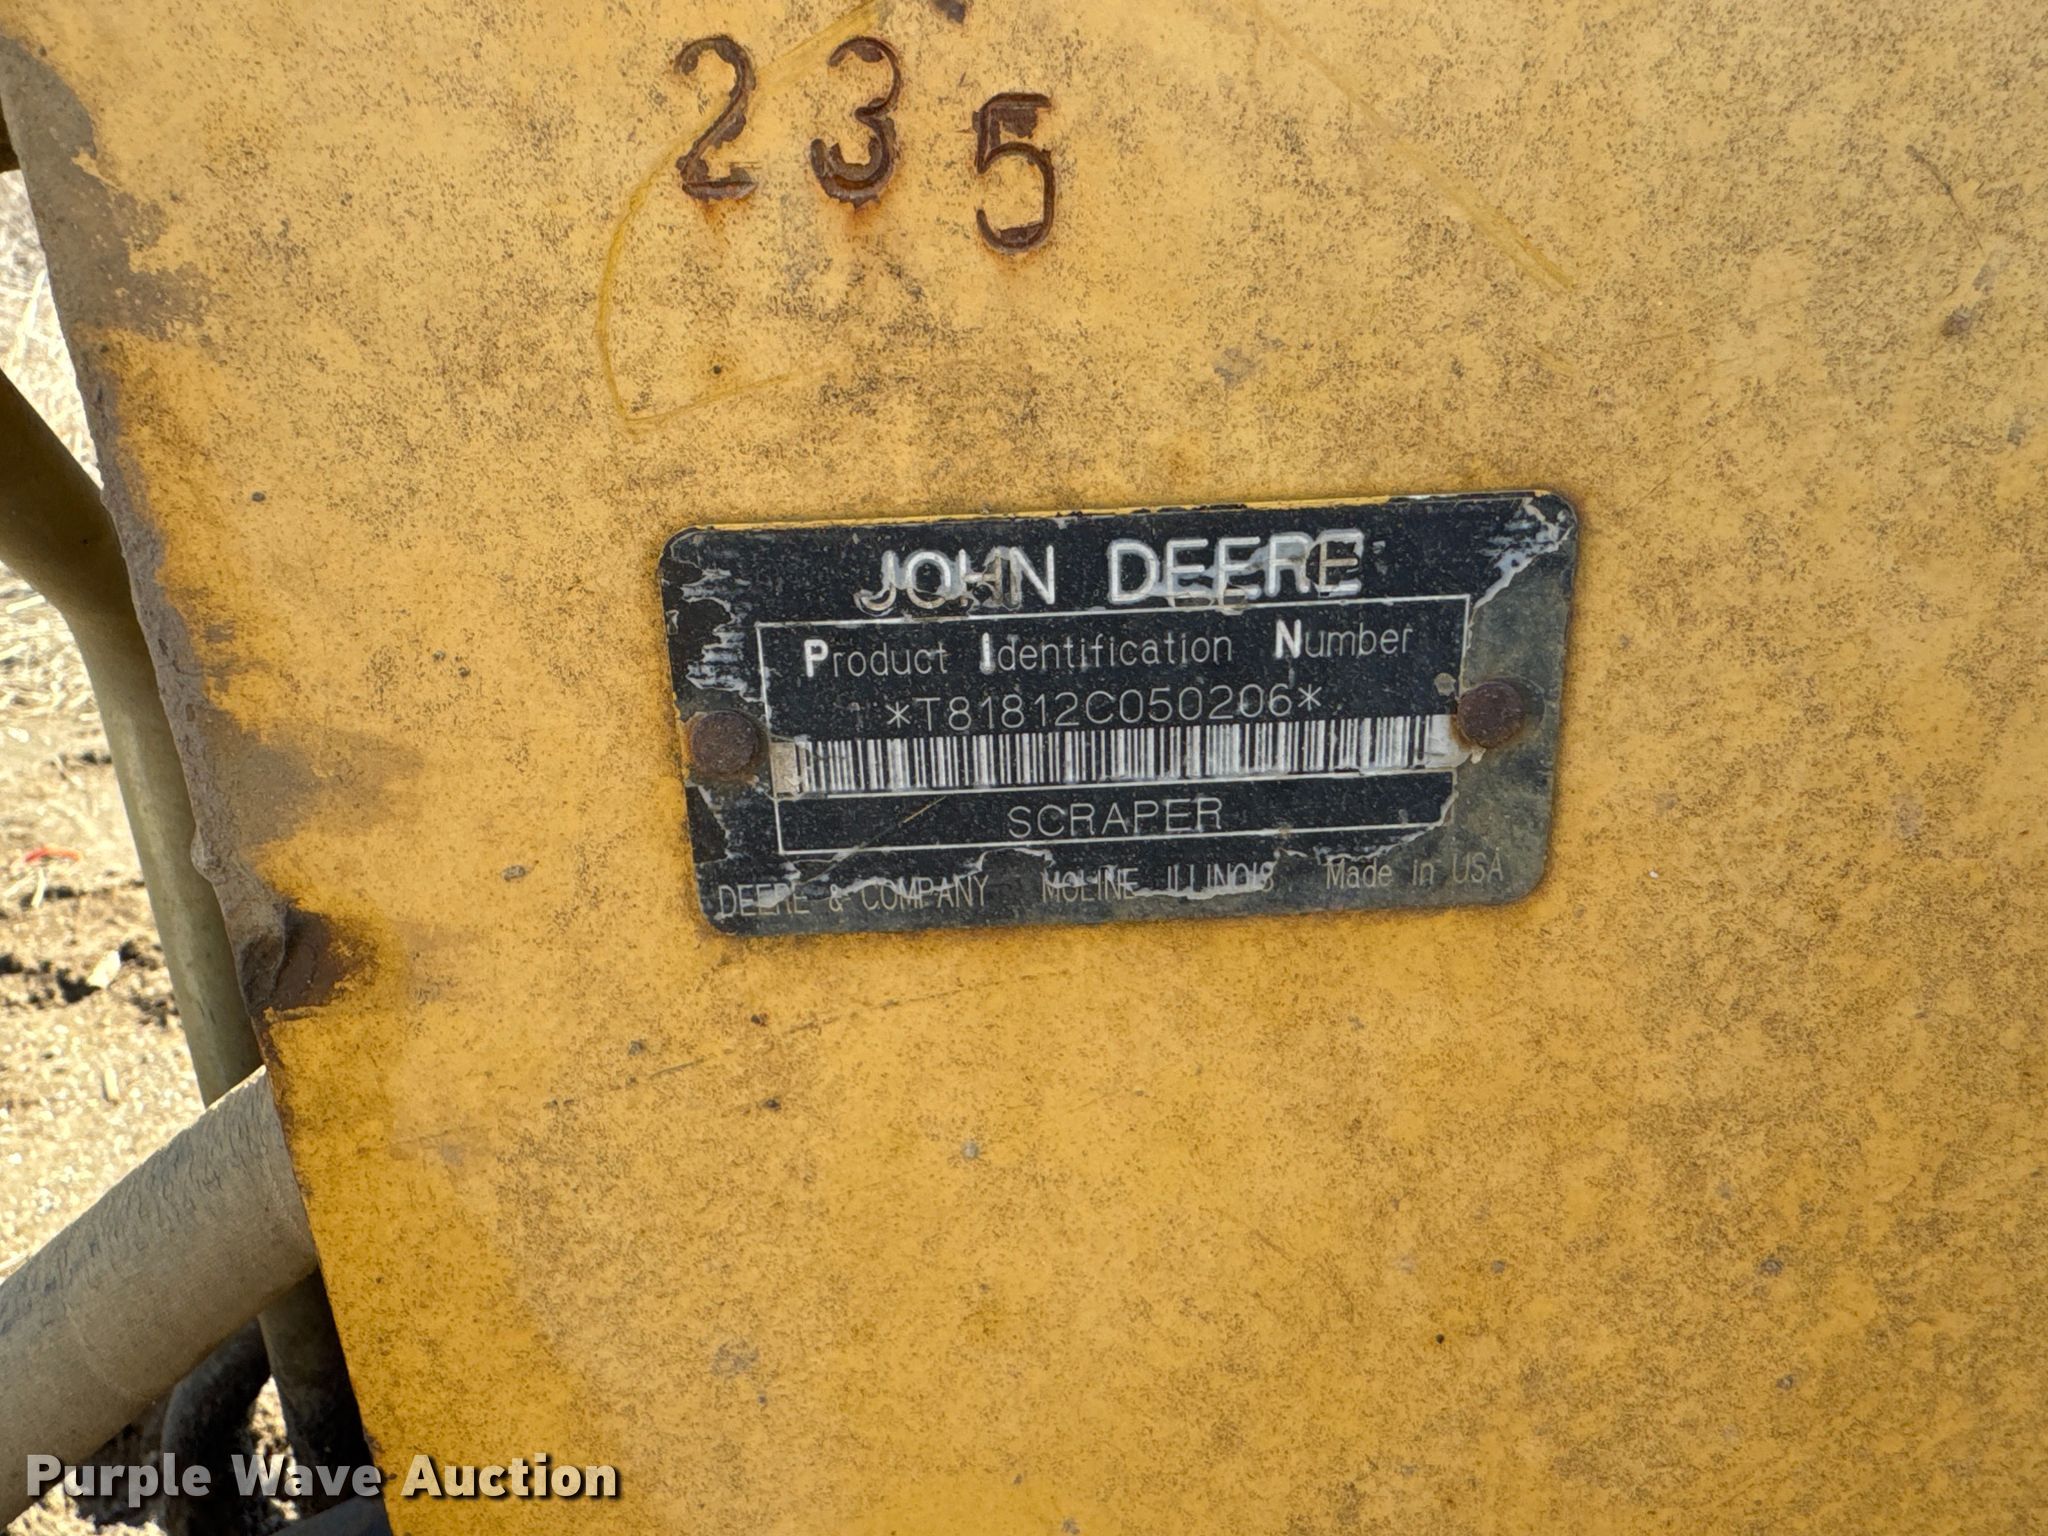 235
JOHN DEERE
Product Identification Number
*T81812C050206*
SCRAPER
DEERE & COMPANY MOLINE ILLINOIS Made in USA
Purple Wave Auction